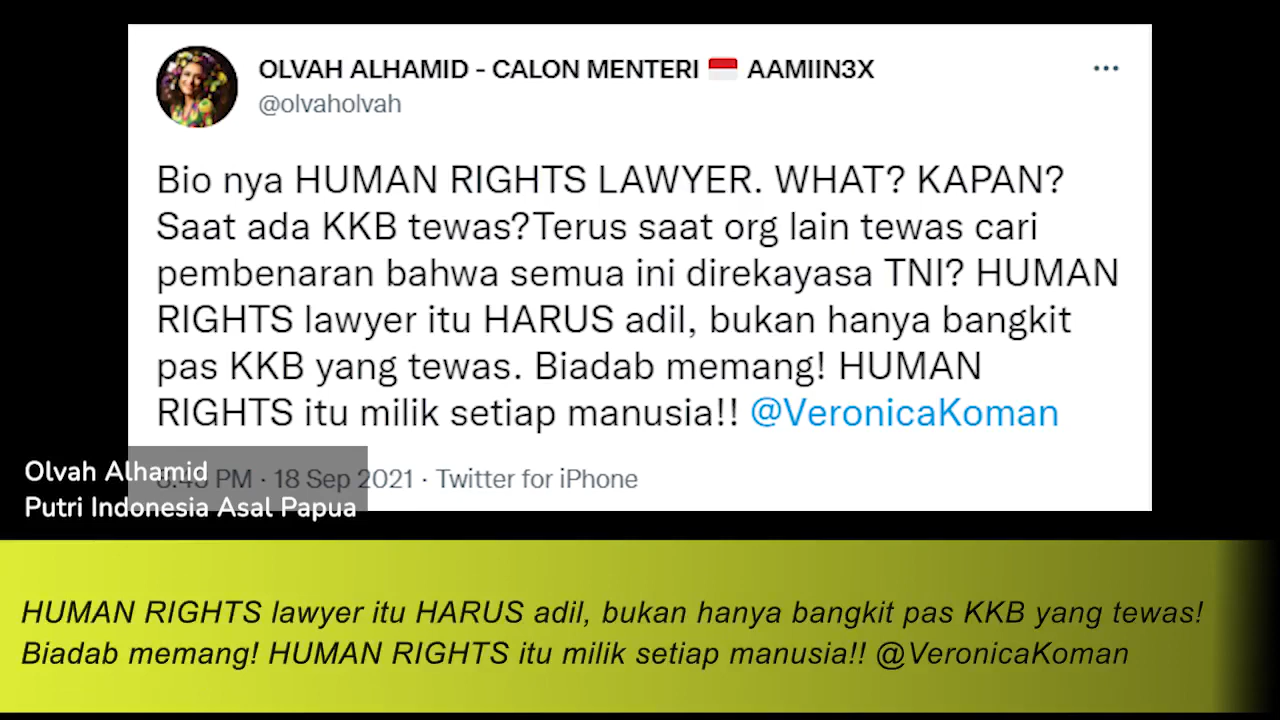 OLVAH ALHAMID - CALON MENTERI 🇮🇩 AAMIIN3X
@olvaholvah
Bio nya HUMAN RIGHTS LAWYER. WHAT? KAPAN?
Saat ada KKB tewas?Terus saat org lain tewas cari
pembenaran bahwa semua ini direkayasa TNI? HUMAN
RIGHTS lawyer itu HARUS adil, bukan hanya bangkit
pas KKB yang tewas. Biadab memang! HUMAN
RIGHTS itu milik setiap manusia!! @VeronicaKoman
PM · 18 Sep 2021 · Twitter for iPhone
Olvah Alhamid
Putri Indonesia Asal Papua
HUMAN RIGHTS lawyer itu HARUS adil, bukan hanya bangkit pas KKB yang tewas!
Biadab memang! HUMAN RIGHTS itu milik setiap manusia!! @VeronicaKoman